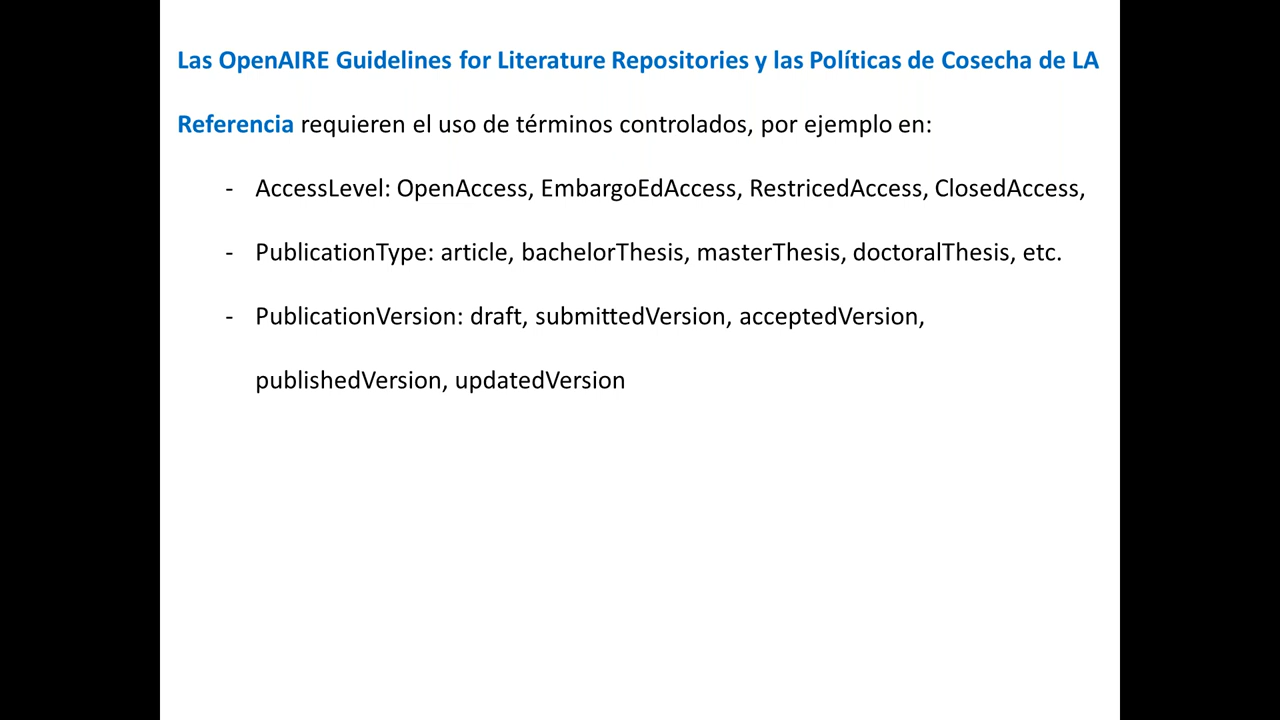 Las OpenAIRE Guidelines for Literature Repositories y las Políticas de Cosecha de LA
Referencia requieren el uso de términos controlados, por ejemplo en:
- AccessLevel: OpenAccess, EmbargoEdAccess, RestricedAccess, ClosedAccess,
- PublicationType: article, bachelorThesis, masterThesis, doctoralThesis, etc.
- PublicationVersion: draft, submittedVersion, acceptedVersion,
publishedVersion, updatedVersion